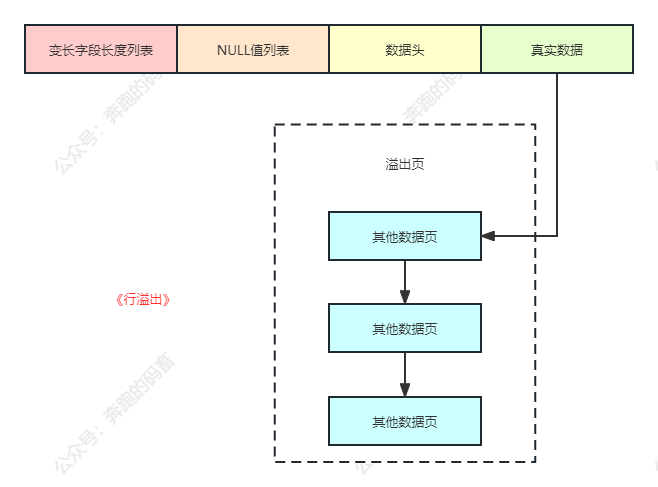 变长字段长度列表
NULL值列表
数据头
真实数据
公众号：奔跑的码
奔跑的码
溢出页
其他数据页
《行溢出》
其他数据页
公众号：奔跑的码畜
其他数据页